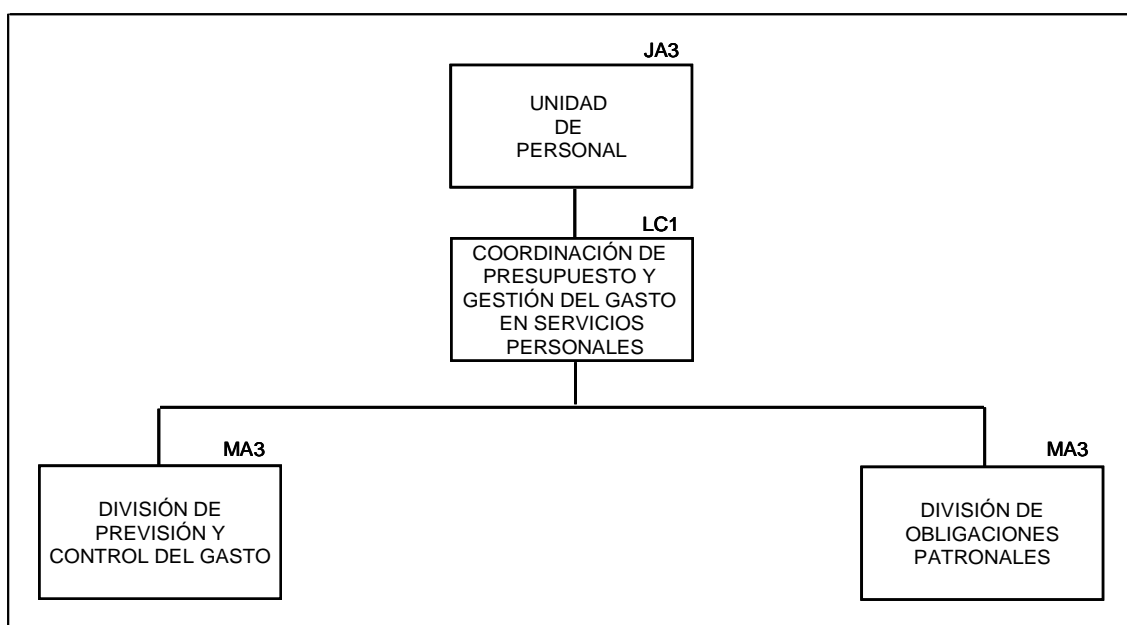 JA3
UNIDAD
DE
PERSONAL
LC1
COORDINACIÓN DE
PRESUPUESTO Y
GESTIÓN DEL GASTO
EN SERVICIOS
PERSONALES
MA3
DIVISIÓN DE
PREVISIÓN Y
CONTROL DEL GASTO
MA3
DIVISIÓN DE
OBLIGACIONES
PATRONALES